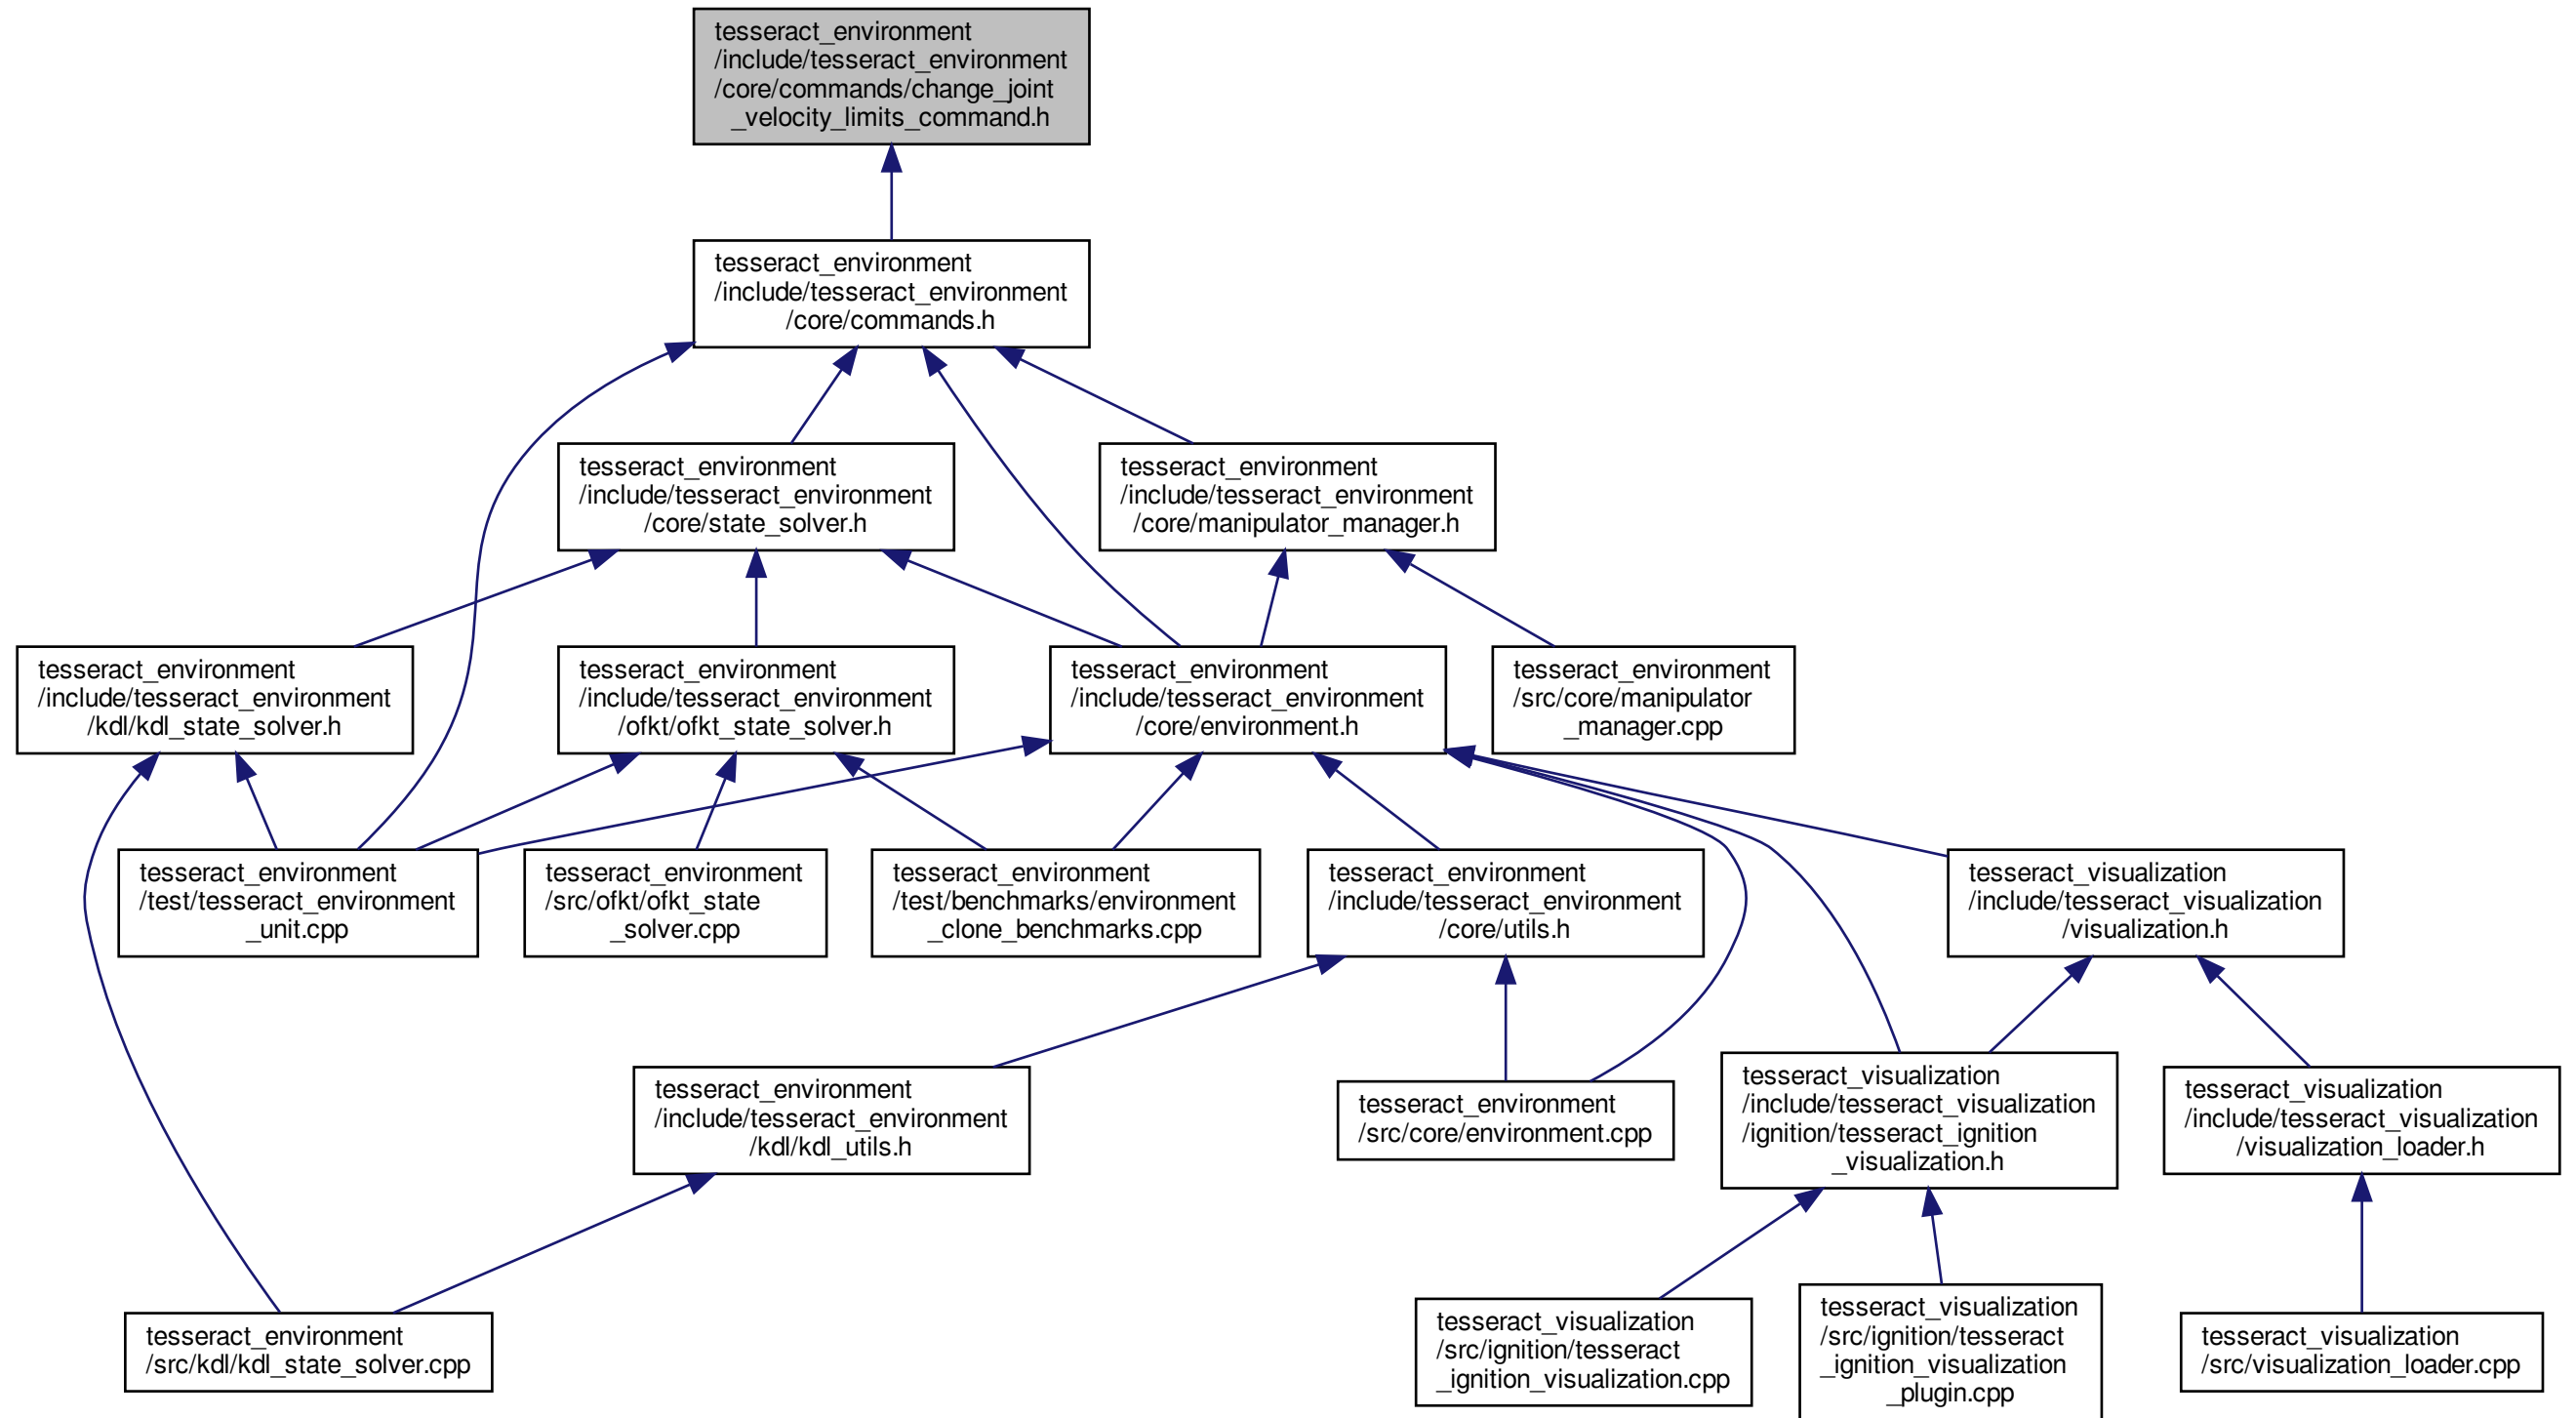 tesseract_environment
/include/tesseract_environment
/core/commands/change_joint
_velocity_limits_command.h
tesseract_environment
/include/tesseract_environment
/core/commands.h
tesseract_environment
/include/tesseract_environment
/core/state_solver.h
tesseract_environment
/include/tesseract_environment
/core/manipulator_manager.h
tesseract_environment
/include/tesseract_environment
/kdl/kdl_state_solver.h
tesseract_environment
/include/tesseract_environment
/ofkt/ofkt_state_solver.h
tesseract_environment
/include/tesseract_environment
/core/environment.h
tesseract_environment
/src/core/manipulator
_manager.cpp
tesseract_environment
/test/tesseract_environment
_unit.cpp
tesseract_environment
/src/ofkt/ofkt_state
_solver.cpp
tesseract_environment
/test/benchmarks/environment
_clone_benchmarks.cpp
tesseract_environment
/include/tesseract_environment
/core/utils.h
tesseract_visualization
/include/tesseract_visualization
/visualization.h
tesseract_environment
/include/tesseract_environment
/kdl/kdl_utils.h
tesseract_environment
/src/core/environment.cpp
tesseract_visualization
/include/tesseract_visualization
/ignition/tesseract_ignition
_visualization.h
tesseract_visualization
/include/tesseract_visualization
/visualization_loader.h
tesseract_environment
/src/kdl/kdl_state_solver.cpp
tesseract_visualization
/src/ignition/tesseract
_ignition_visualization.cpp
tesseract_visualization
/src/ignition/tesseract
_ignition_visualization
_plugin.cpp
tesseract_visualization
/src/visualization_loader.cpp